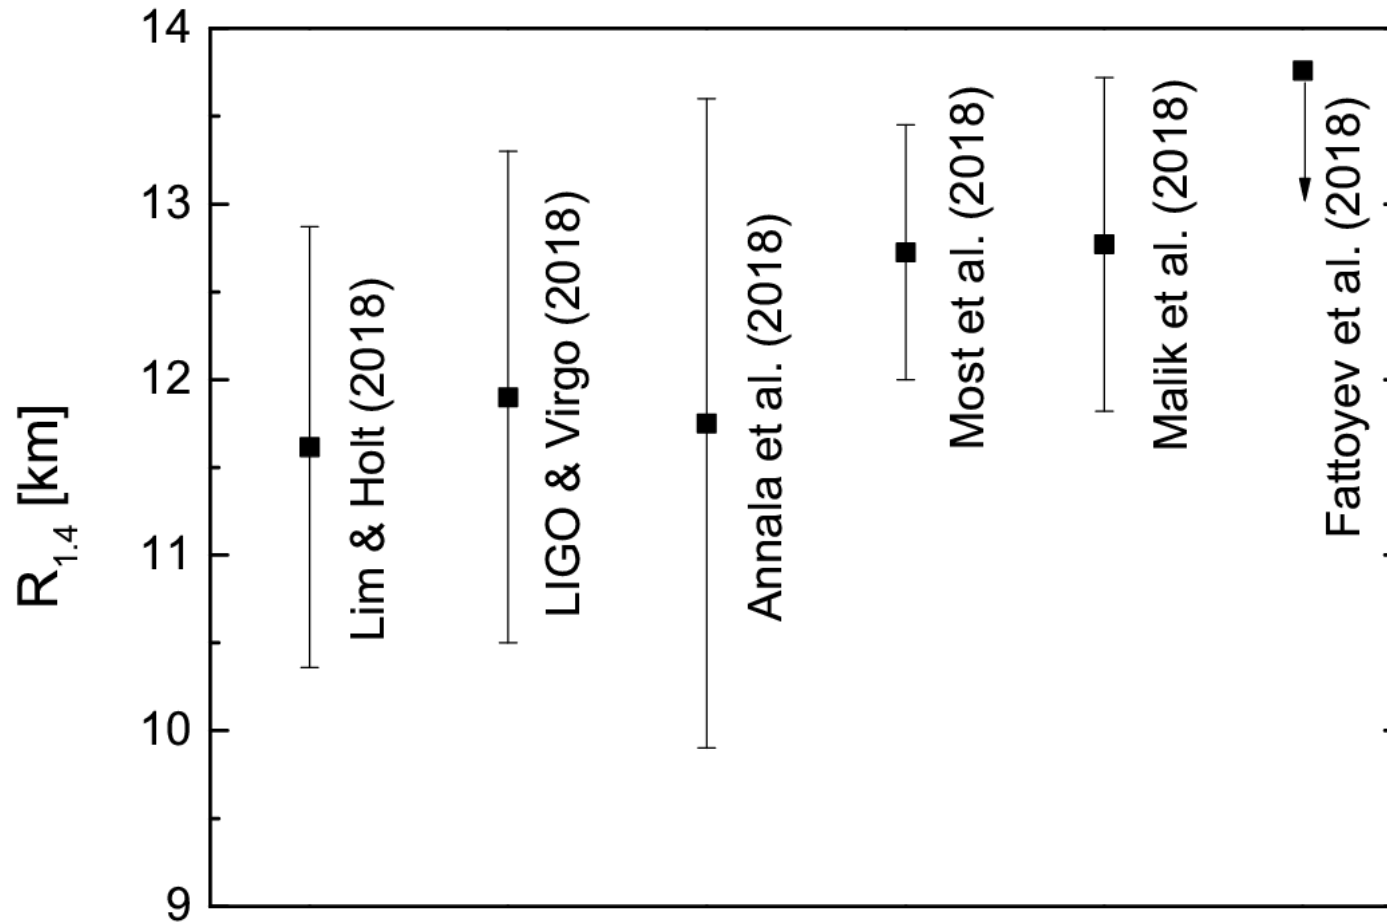 14
13
12
11
10
9
R1.4 [km]
Lim & Holt (2018)
LIGO & Virgo (2018)
Annala et al. (2018)
Most et al. (2018)
Malik et al. (2018)
Fattoyev et al. (2018)